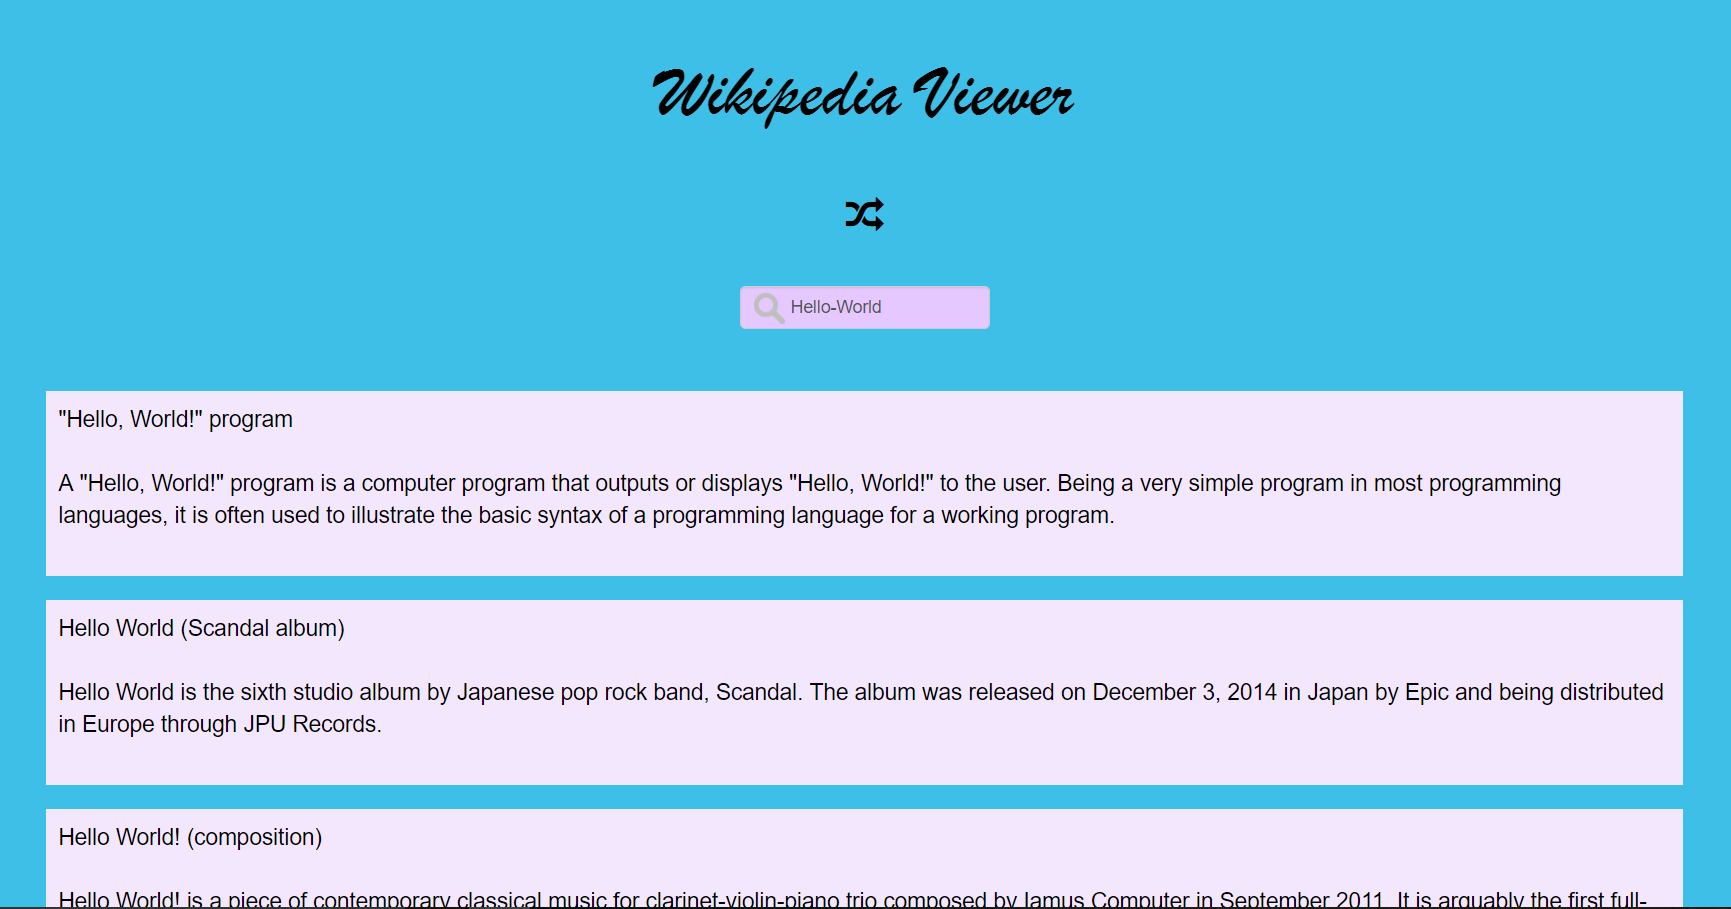 Wikipedia Viewer
Hello-World
"Hello, World!" program
A "Hello, World!" program is a computer program that outputs or displays "Hello, World!" to the user. Being a very simple program in most programming
languages, it is often used to illustrate the basic syntax of a programming language for a working program.
Hello World (Scandal album)
Hello World is the sixth studio album by Japanese pop rock band, Scandal. The album was released on December 3, 2014 in Japan by Epic and being distributed
in Europe through JPU Records.
Hello World! (composition)
Hello World! is a piece of contemporary classical music for clarinet-violin-piano trio composed by Iamus Computer in September 2011. It is arguably the first full-